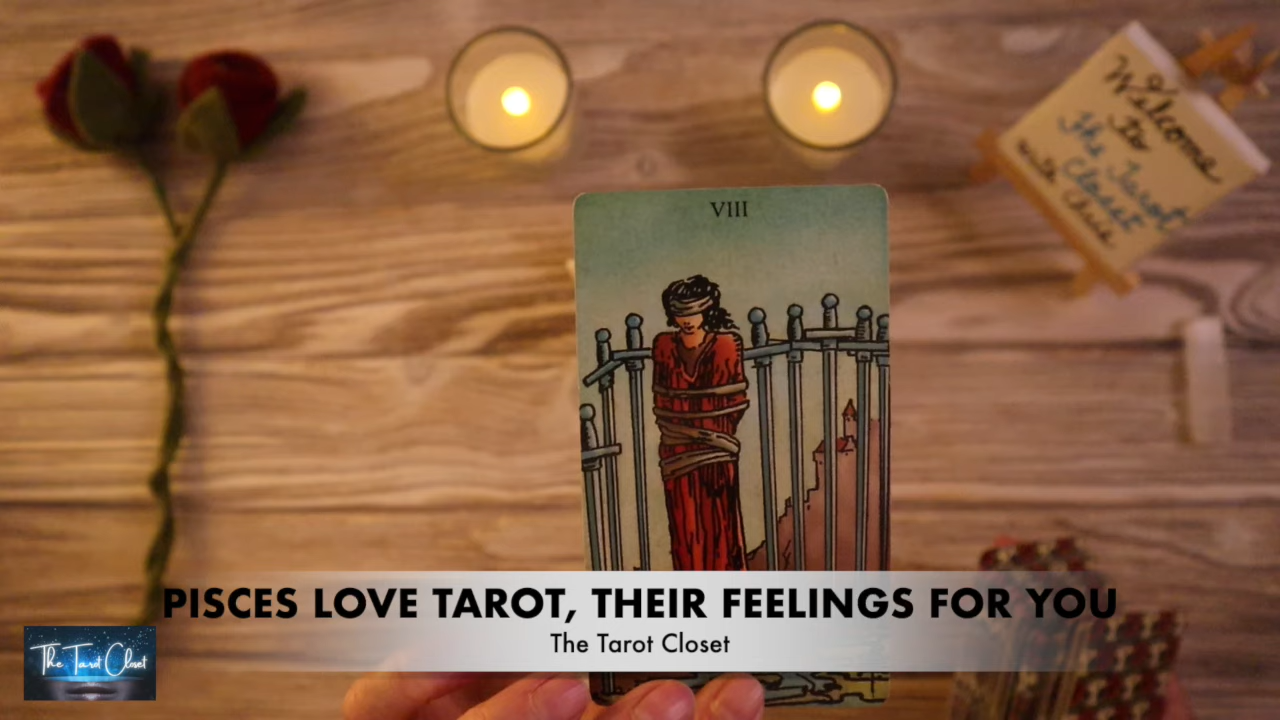 Welcome
To
The Tarot
Closet
with Chris
VIII
PISCES LOVE TAROT, THEIR FEELINGS FOR YOU
The Tarot Closet
The Tarot Closet